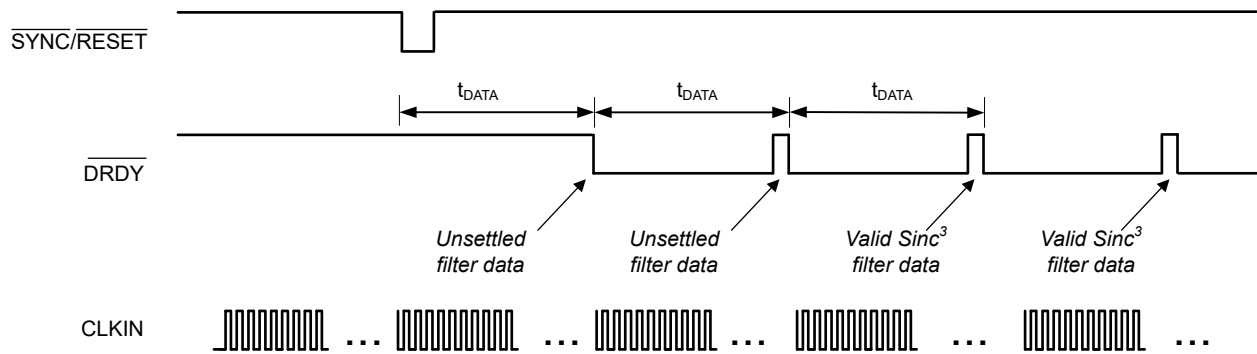 SYNC/RESET
tDATA tDATA tDATA
DRDY
Unsettled filter data
Unsettled filter data
Valid Sinc³ filter data
Valid Sinc³ filter data
CLKIN ... ... ... ... ...